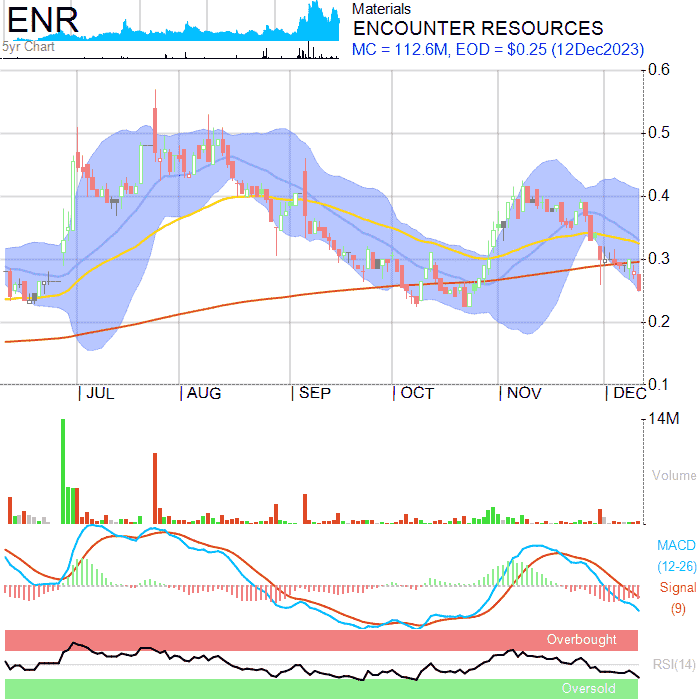 ENR
5yr Chart
Materials
ENCOUNTER RESOURCES
MC = 112.6M, EOD = $0.25 (12Dec2023)
0.6
0.5
0.4
0.3
0.2
0.1
| JUL | AUG | SEP | OCT | NOV | DEC
14M
Volume
MACD
(12-26)
Signal
(9)
Overbought
RSI(14)
Oversold